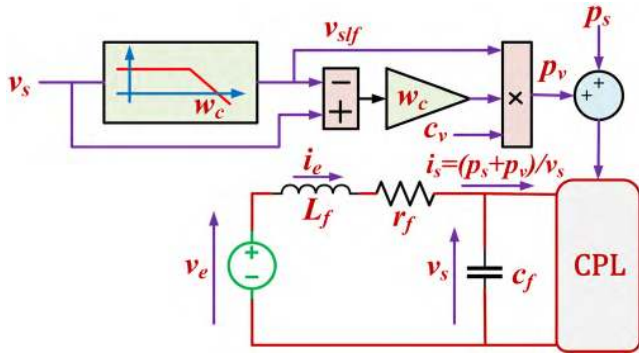 v_slf
p_s
v_s
w_c
−
+
w_c
×
p_v
+
+
c_v
i_e
i_s=(p_s+p_v)/v_s
L_f
r_f
v_e
+
−
v_s
c_f
CPL